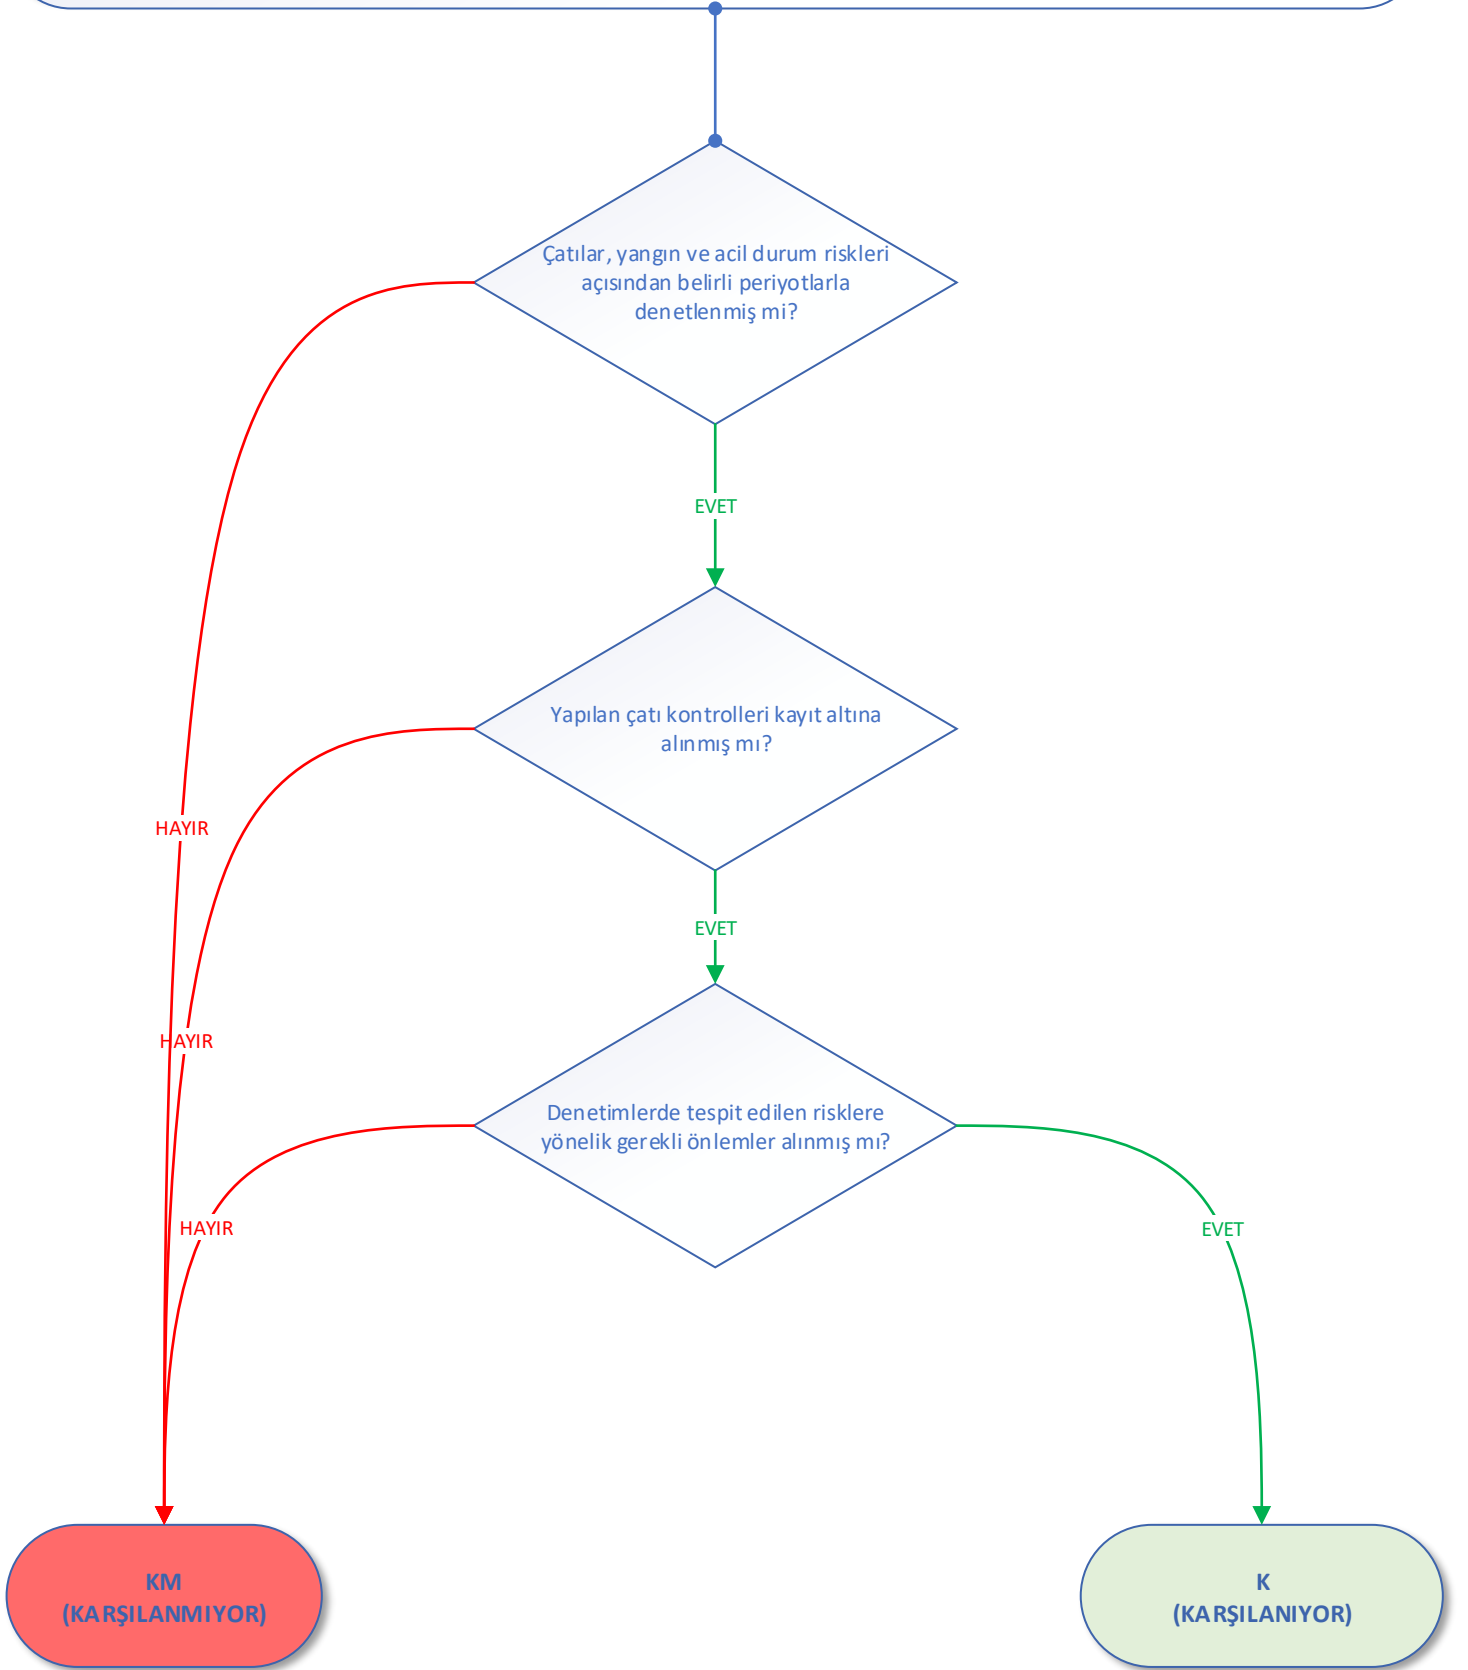 Çatılar, yangın ve acil durum riskleri
açısından belirli periyotlarla
denetlenmiş mi?
EVET
Yapılan çatı kontrolleri kayıt altına
alınmış mı?
HAYIR
EVET
HAYIR
Denetimlerde tespit edilen risklere
yönelik gerekli önlemler alınmış mı?
HAYIR
EVET
KM
(KARŞILANMIYOR)
K
(KARŞILANIYOR)